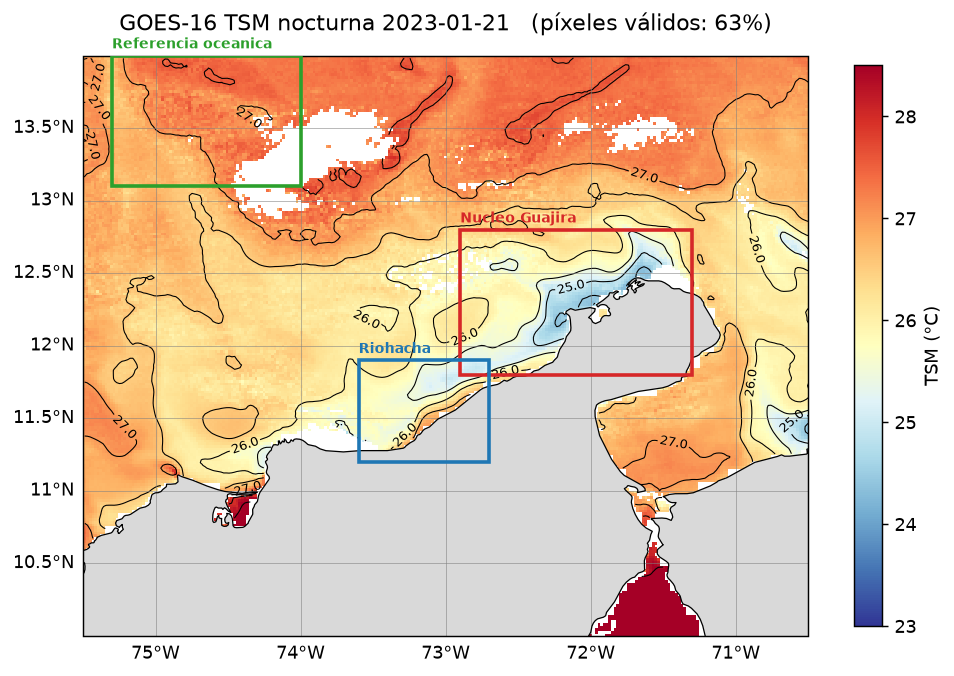 GOES-16 TSM nocturna 2023-01-21   (píxeles válidos: 63%)
Referencia oceanica
Nucleo Guajira
Riohacha
13.5°N
13°N
12.5°N
12°N
11.5°N
11°N
10.5°N
75°W
74°W
73°W
72°W
71°W
27.0
27.0
27.0
27.0
27.0
26.0
25.0
26.0
26.0
26.0
26.0
25.0
27.0
26.0
26.0
27.0
27.0
28
27
26
25
24
23
TSM (°C)